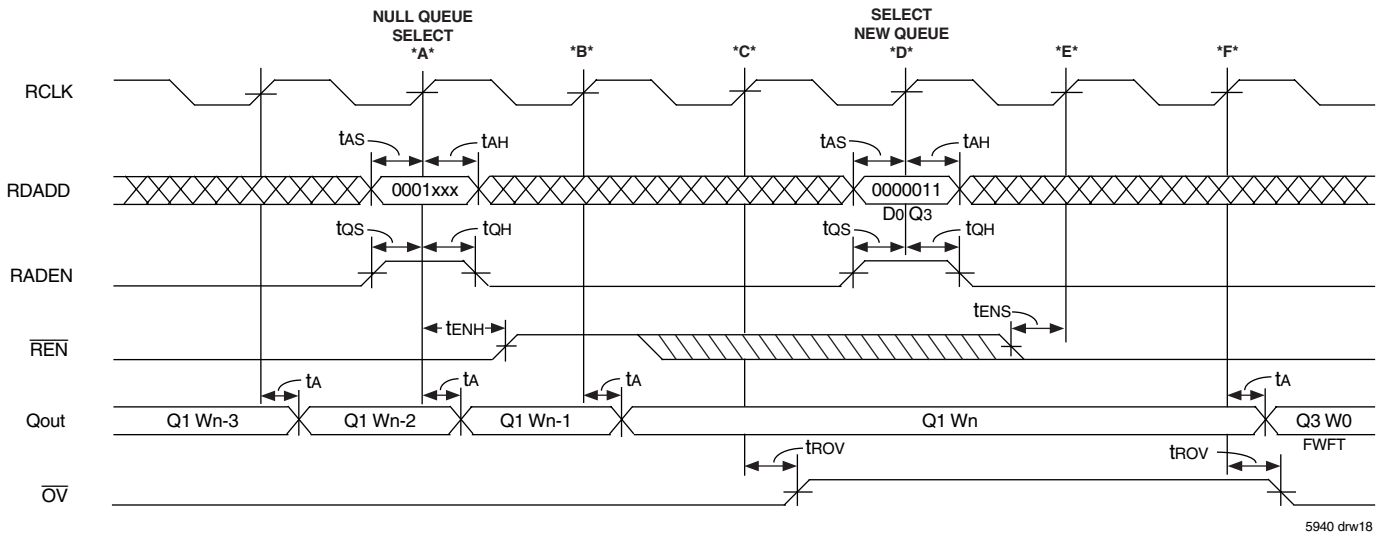 NULL QUEUE
SELECT
*A*
*B*
*C*
SELECT
NEW QUEUE
*D*
*E*
*F*
RCLK
tAS
tAH
tAS
tAH
RDADD
0001xxx
0000011
D0 Q3
tQS
tQH
tQS
tQH
RADEN
tENH
tENS
REN
tA
tA
tA
tA
Qout
Q1 Wn-3
Q1 Wn-2
Q1 Wn-1
Q1 Wn
Q3 W0
FWFT
tROV
tROV
OV
5940 drw18